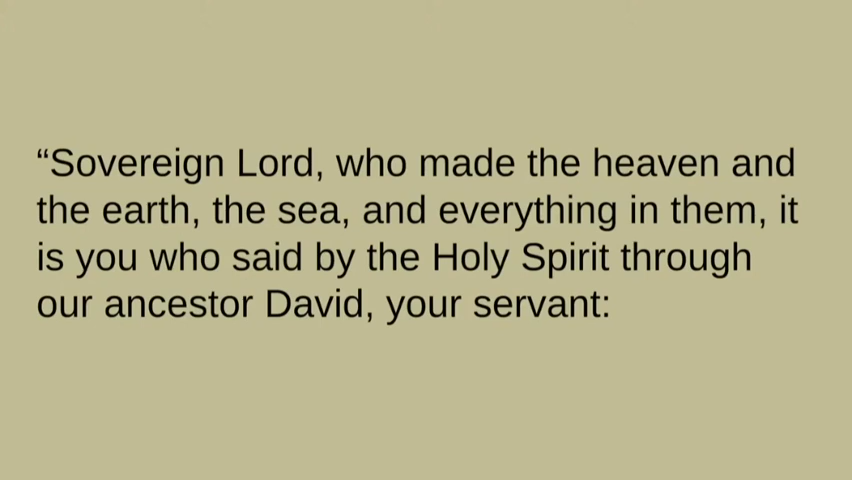 “Sovereign Lord, who made the heaven and
the earth, the sea, and everything in them, it
is you who said by the Holy Spirit through
our ancestor David, your servant: